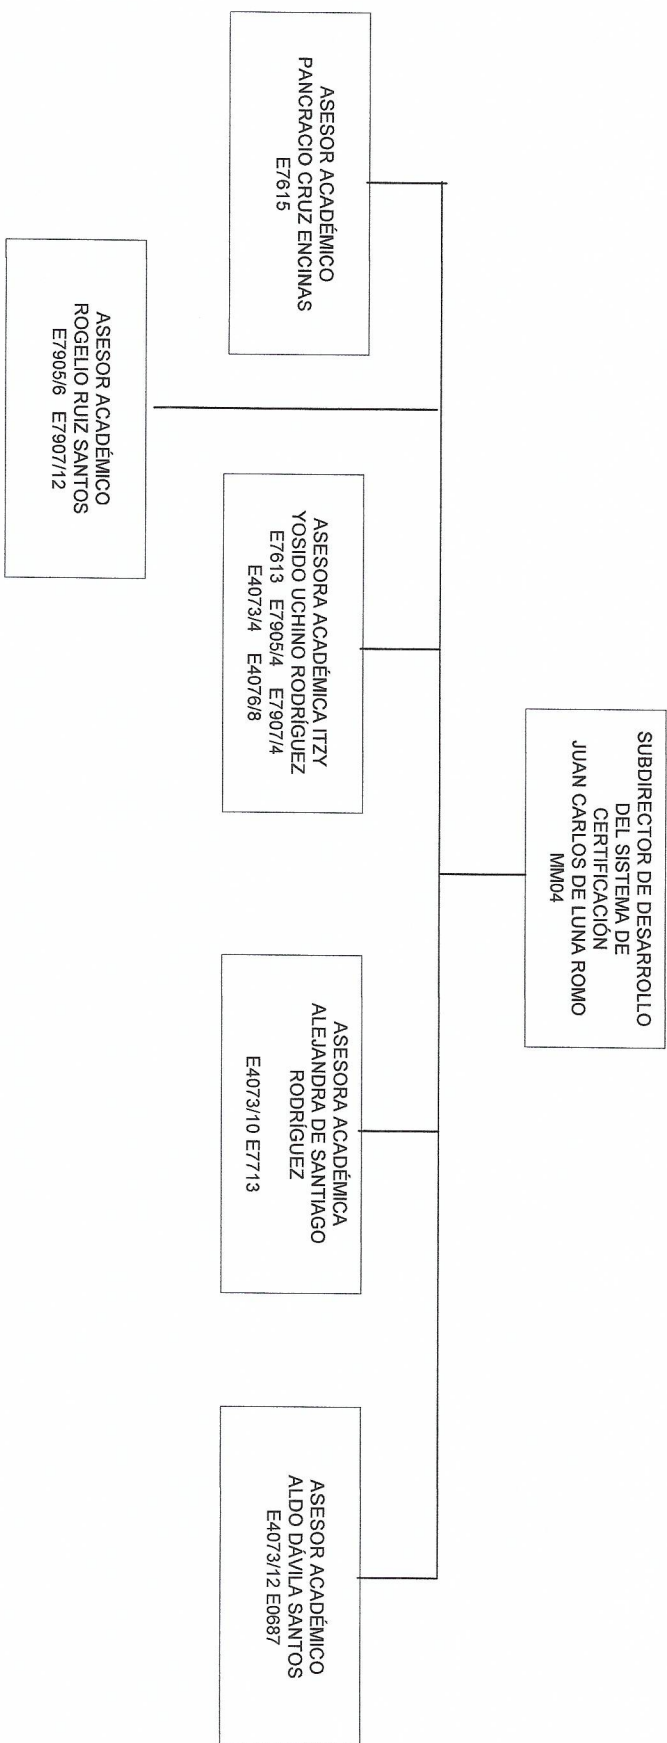 SUBDIRECTOR DE DESARROLLO
DEL SISTEMA DE
CERTIFICACIÓN
JUAN CARLOS DE LUNA ROMO
MM04
ASESOR ACADÉMICO
PANCRACIO CRUZ ENCINAS
E7615
ASESORA ACADÉMICA ITZY
YOSIDO UCHINO RODRÍGUEZ
E7613 E7905/4 E7907/4
E4073/4 E4076/8
ASESORA ACADÉMICA
ALEJANDRA DE SANTIAGO
RODRÍGUEZ
E4073/10 E7713
ASESOR ACADÉMICO
ALDO DÁVILA SANTOS
E4073/12 E0687
ASESOR ACADÉMICO
ROGELIO RUIZ SANTOS
E7905/6 E7907/12